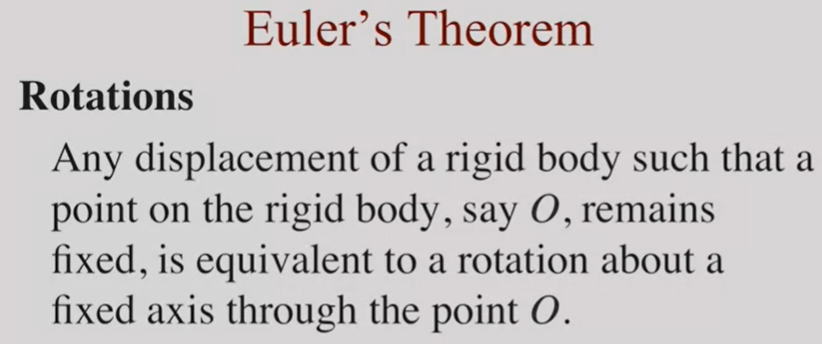 Euler’s Theorem
Rotations
Any displacement of a rigid body such that a
point on the rigid body, say O, remains
fixed, is equivalent to a rotation about a
fixed axis through the point O.